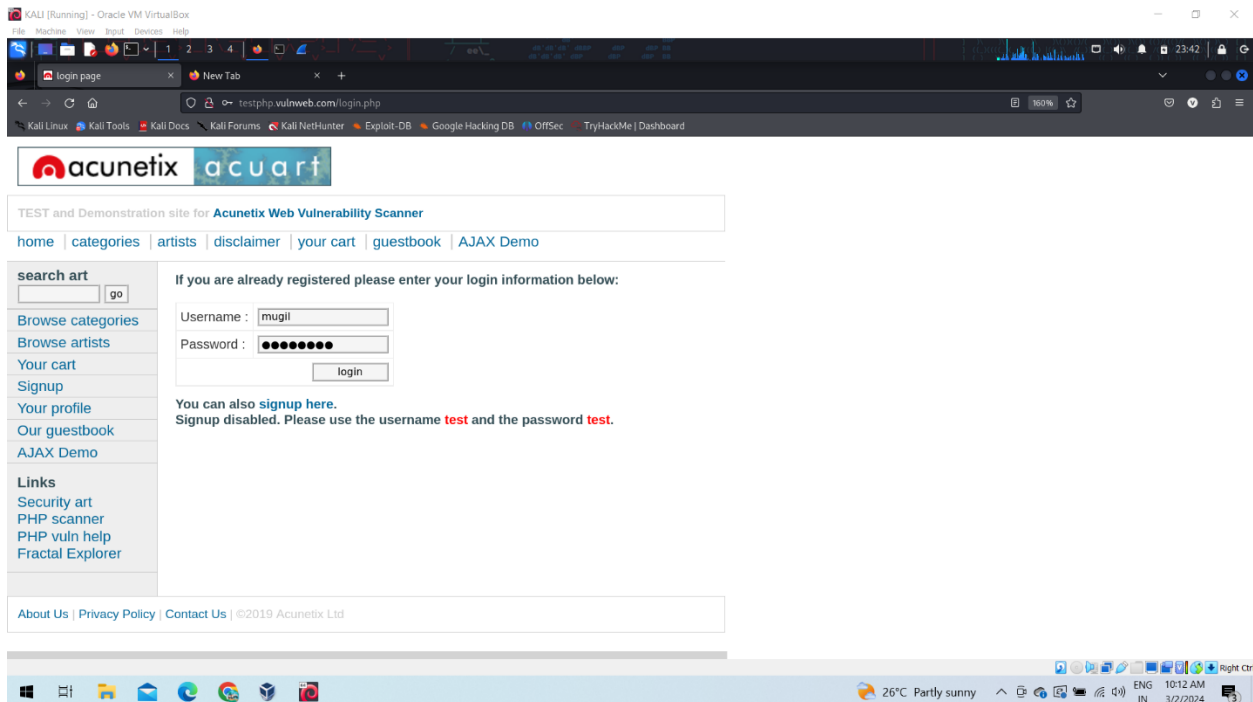 KALI [Running] - Oracle VM VirtualBox
File Machine View Input Devices Help
1 2 3 4
23:42
login page
New Tab
testphp.vulnweb.com/login.php
160%
Kali Linux Kali Tools Kali Docs Kali Forums Kali NetHunter Exploit-DB Google Hacking DB OffSec TryHackMe | Dashboard
acunetix acuart
TEST and Demonstration site for Acunetix Web Vulnerability Scanner
home | categories | artists | disclaimer | your cart | guestbook | AJAX Demo
search art
go
Browse categories
Browse artists
Your cart
Signup
Your profile
Our guestbook
AJAX Demo
Links
Security art
PHP scanner
PHP vuln help
Fractal Explorer
If you are already registered please enter your login information below:
Username : mugil
Password : ●●●●●●●●
login
You can also signup here.
Signup disabled. Please use the username test and the password test.
About Us | Privacy Policy | Contact Us | ©2019 Acunetix Ltd
Right Ctrl
26°C Partly sunny
ENG
IN
10:12 AM
3/2/2024
3